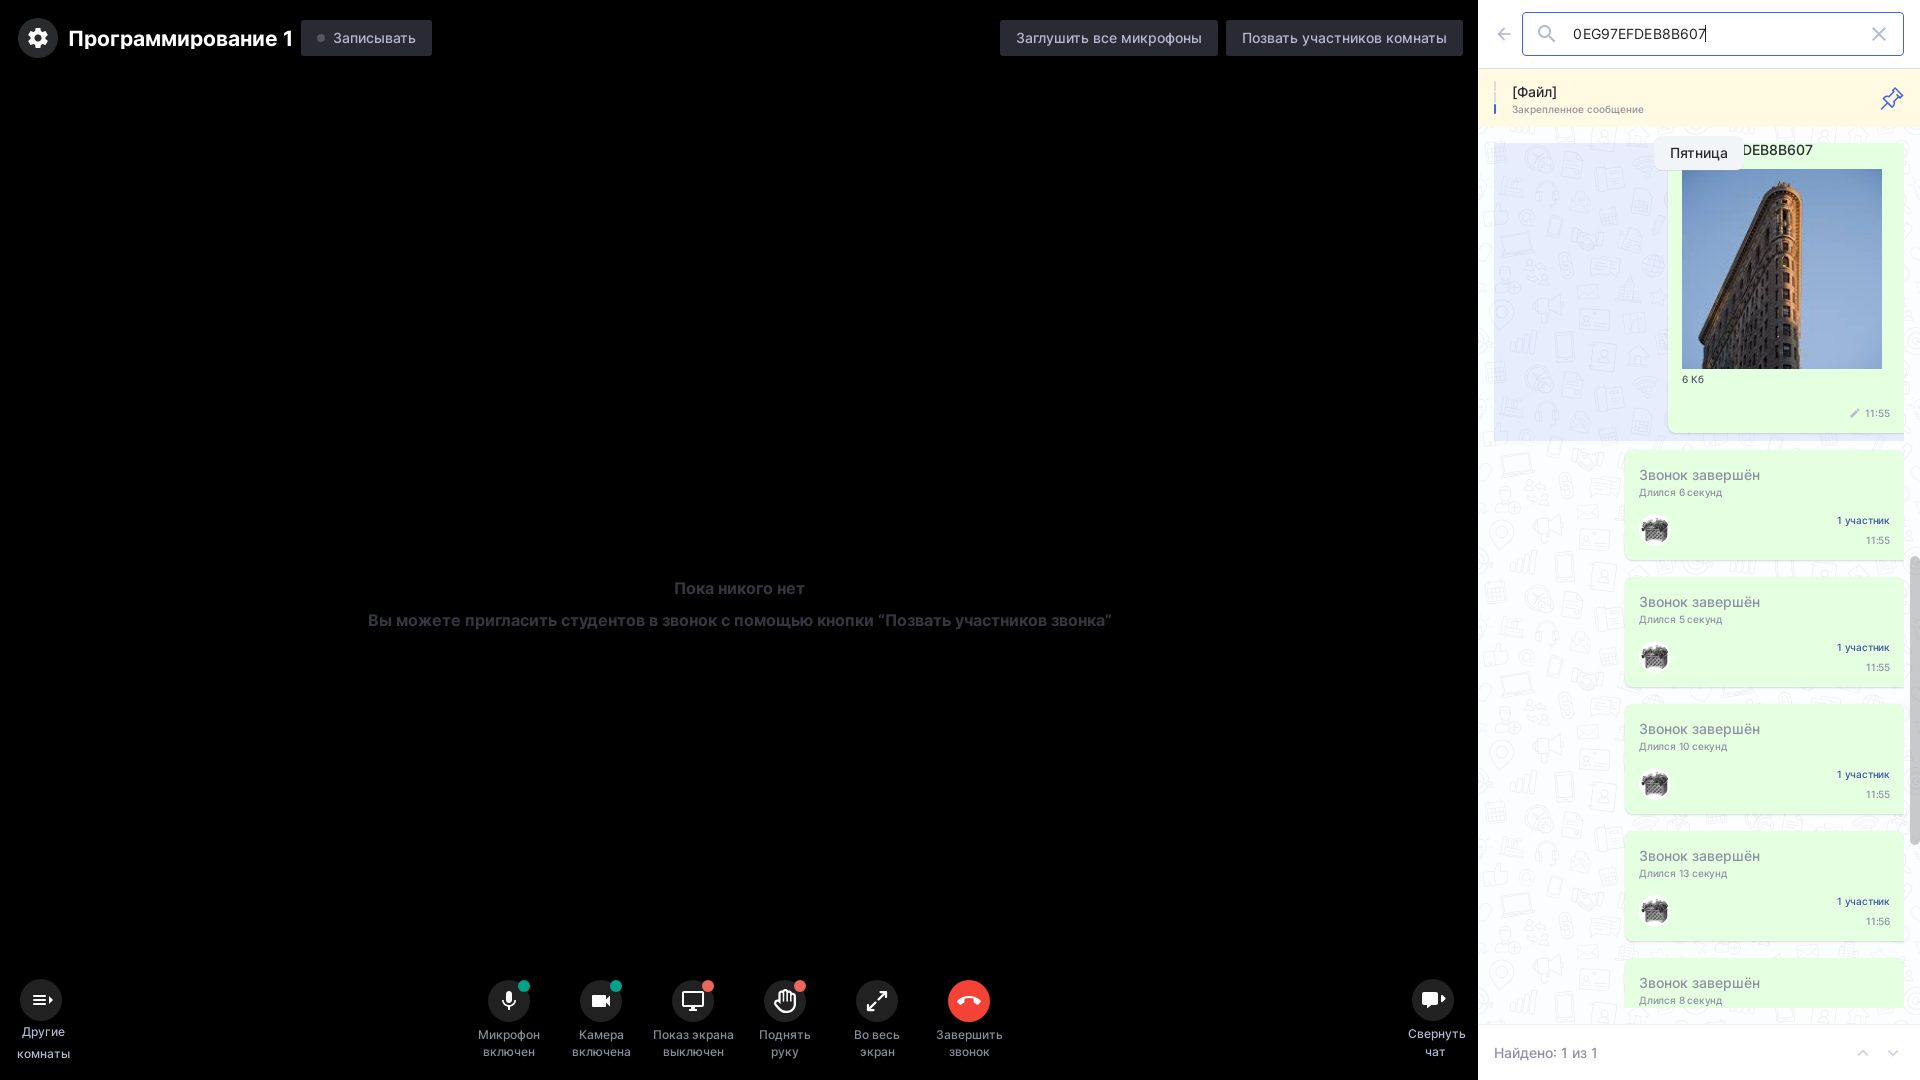 Программирование 1
Записывать
Заглушить все микрофоны
Позвать участников комнаты
0EG97EFDEB8B607
[Файл]
Закрепленное сообщение
Пятница
DEB8B607
6 Кб
11:55
Звонок завершён
Длился 6 секунд
1 участник
11:55
Звонок завершён
Длился 5 секунд
1 участник
11:55
Звонок завершён
Длился 10 секунд
1 участник
11:55
Звонок завершён
Длился 13 секунд
1 участник
11:56
Звонок завершён
Длился 8 секунд
Найдено: 1 из 1
Пока никого нет
Вы можете пригласить студентов в звонок с помощью кнопки “Позвать участников звонка”
Другие
комнаты
Микрофон
включен
Камера
включена
Показ экрана
выключен
Поднять
руку
Во весь
экран
Завершить
звонок
Свернуть
чат